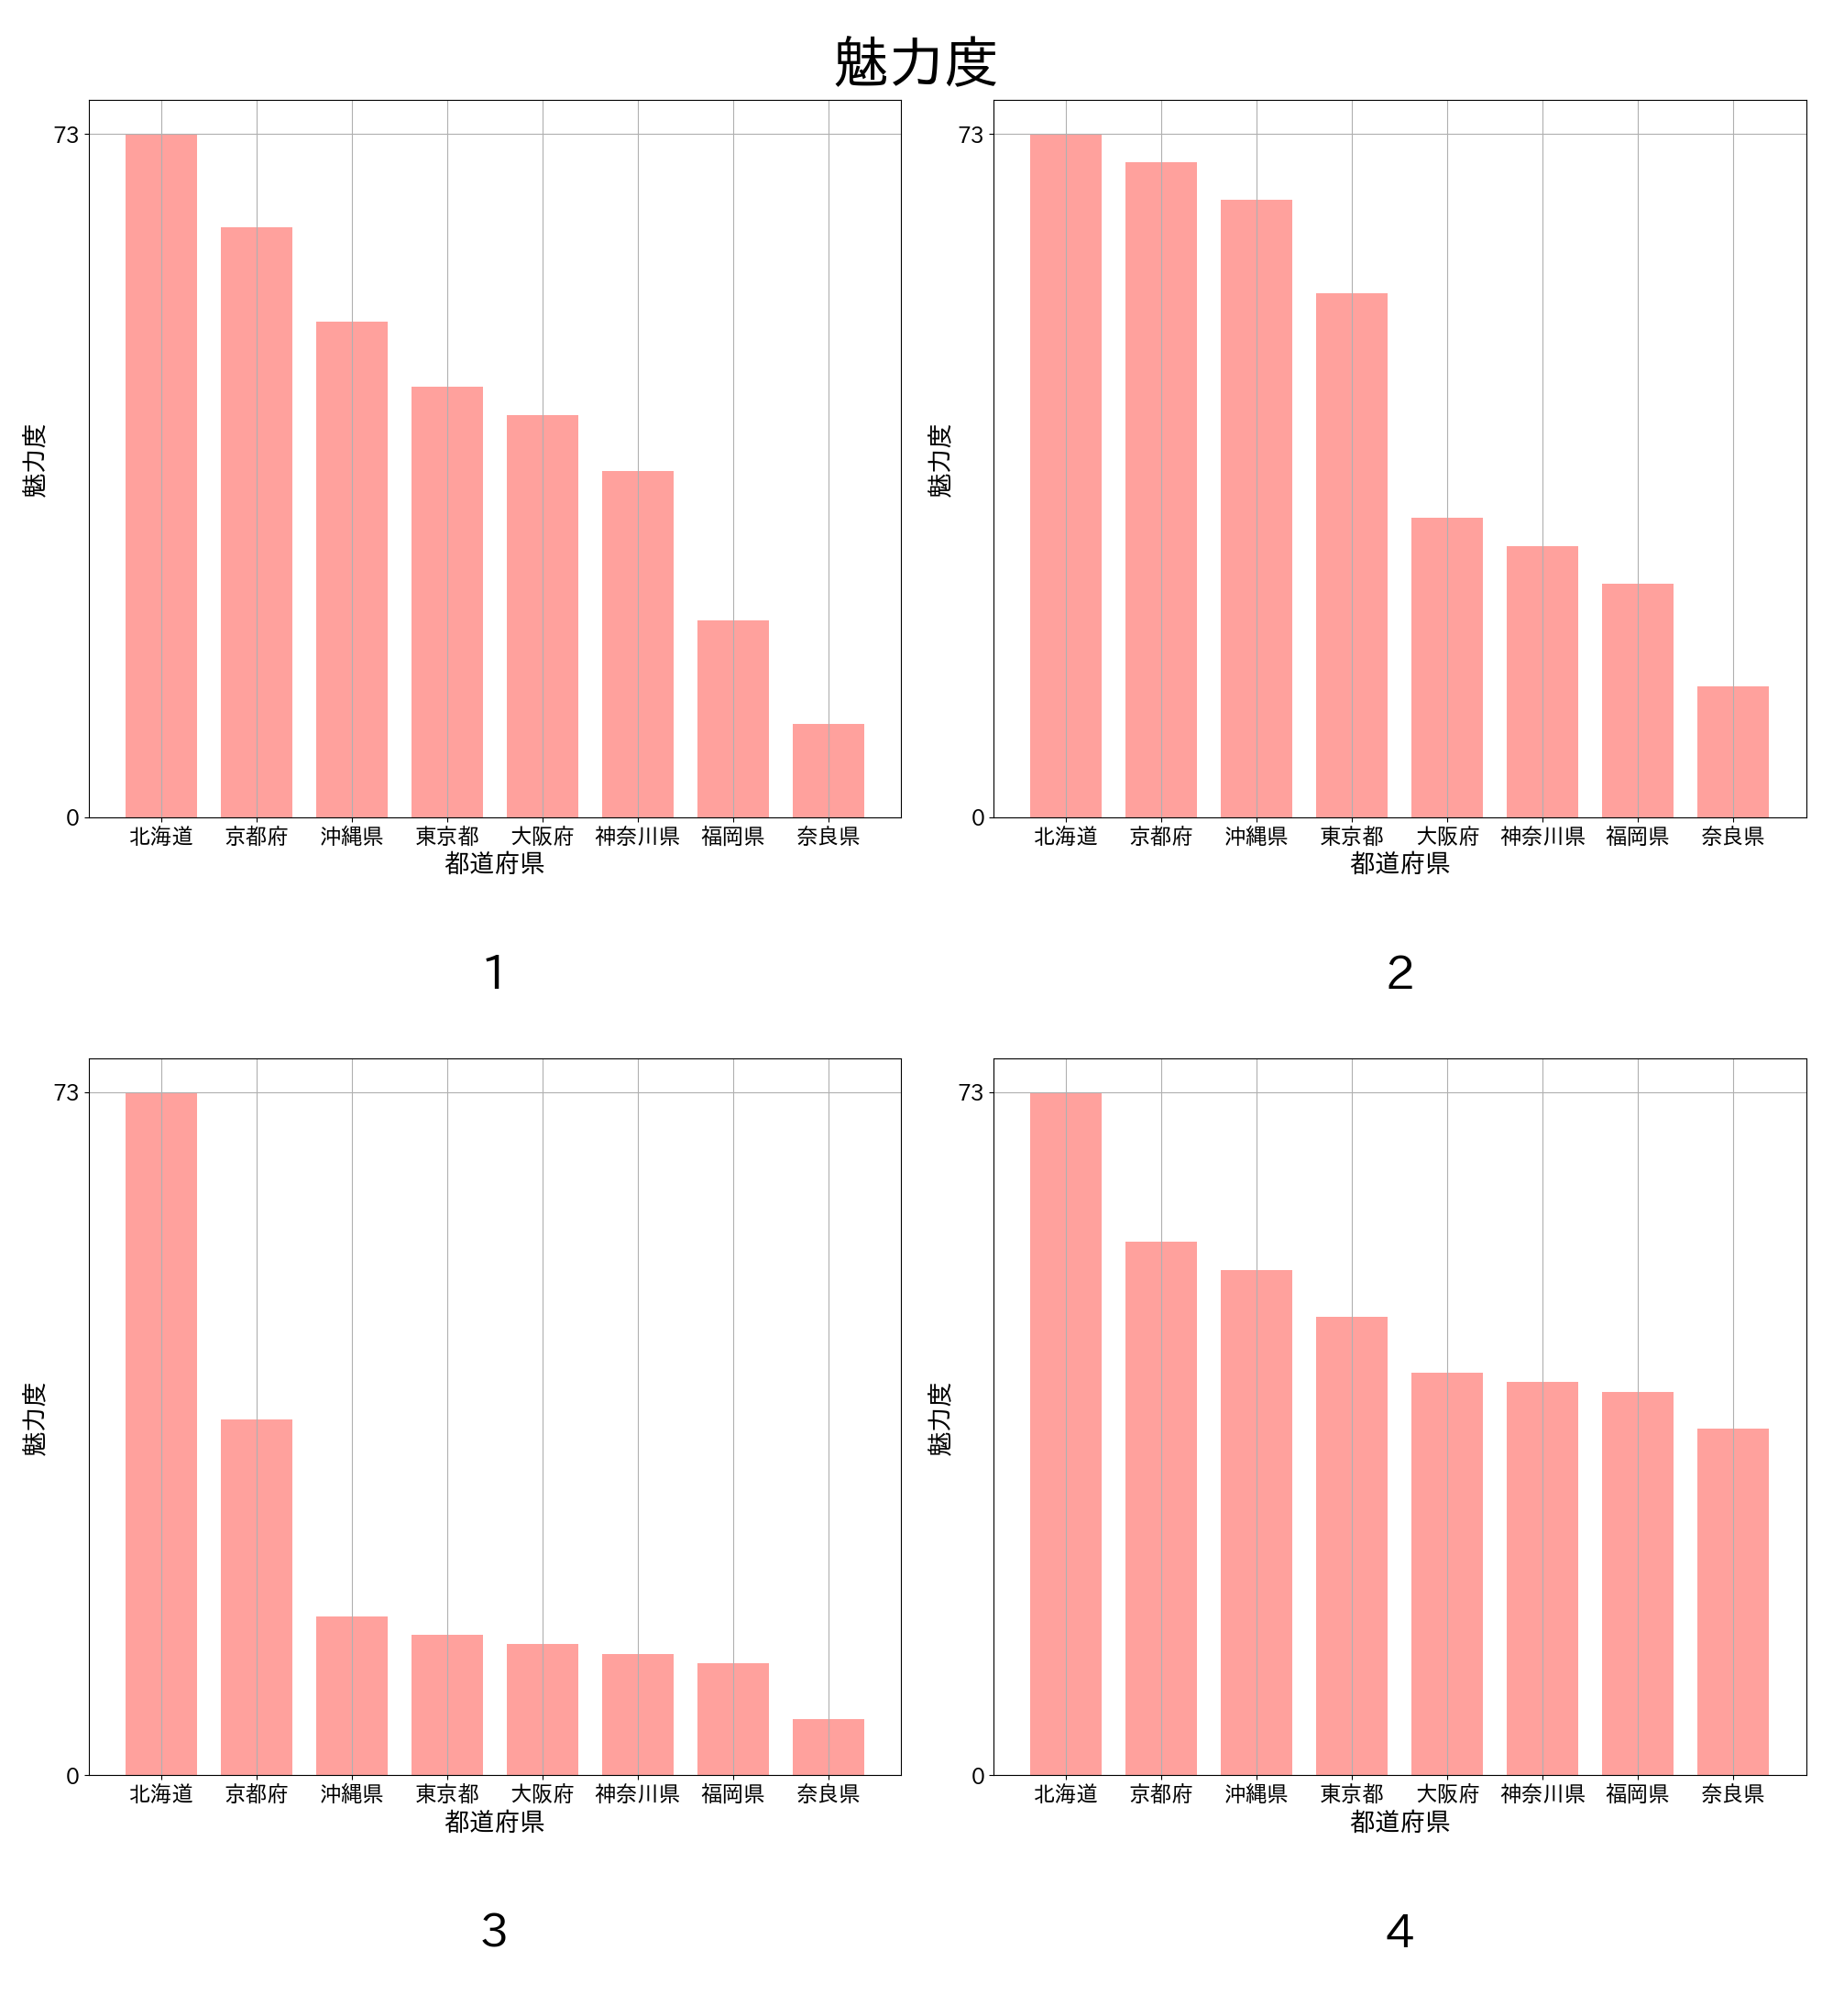 魅力度
73
魅力度
0
北海道 京都府 沖縄県 東京都 大阪府 神奈川県 福岡県 奈良県
都道府県
1
73
魅力度
0
北海道 京都府 沖縄県 東京都 大阪府 神奈川県 福岡県 奈良県
都道府県
2
73
魅力度
0
北海道 京都府 沖縄県 東京都 大阪府 神奈川県 福岡県 奈良県
都道府県
3
73
魅力度
0
北海道 京都府 沖縄県 東京都 大阪府 神奈川県 福岡県 奈良県
都道府県
4